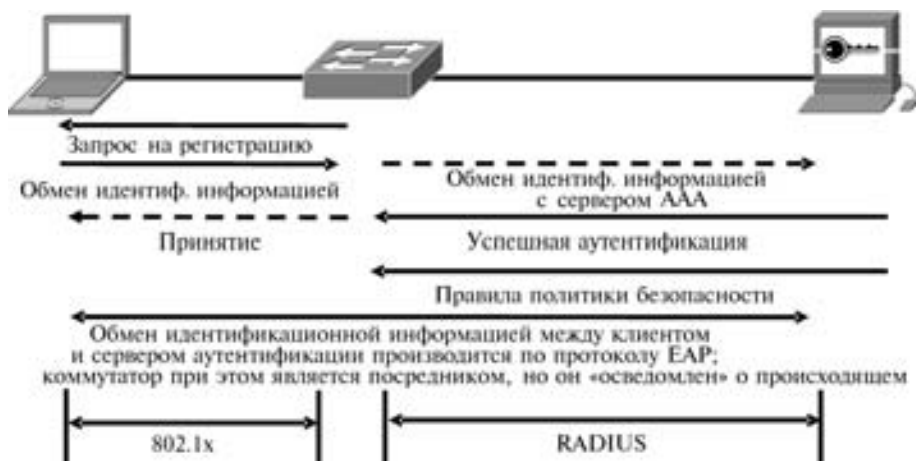 Запрос на регистрацию
Обмен идентиф. информацией
Обмен идентиф. информацией
с сервером ААА
Принятие
Успешная аутентификация
Правила политики безопасности
Обмен идентификационной информацией между клиентом
и сервером аутентификации производится по протоколу EAP;
коммутатор при этом является посредником, но он «осведомлен» о происходящем
802.1x
RADIUS